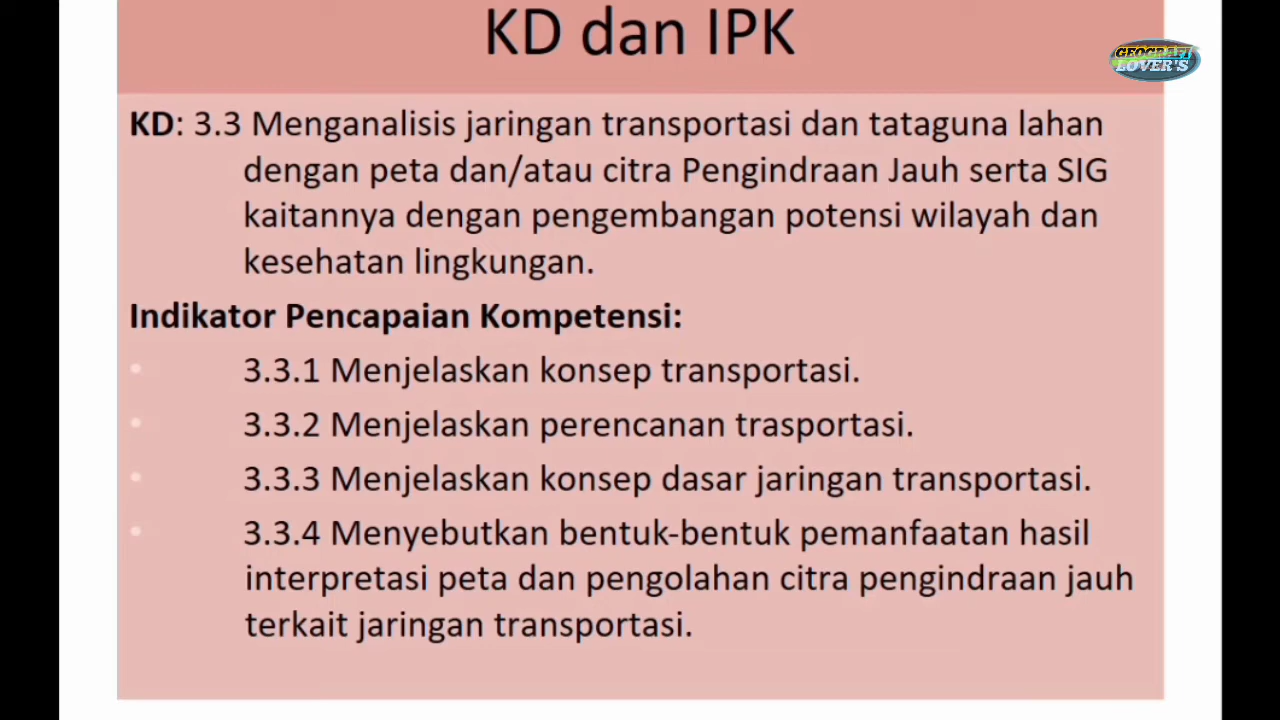 KD dan IPK
GEOGRAFI
LOVER'S
KD: 3.3 Menganalisis jaringan transportasi dan tataguna lahan
dengan peta dan/atau citra Pengindraan Jauh serta SIG
kaitannya dengan pengembangan potensi wilayah dan
kesehatan lingkungan.
Indikator Pencapaian Kompetensi:
• 3.3.1 Menjelaskan konsep transportasi.
• 3.3.2 Menjelaskan perencanan trasportasi.
• 3.3.3 Menjelaskan konsep dasar jaringan transportasi.
• 3.3.4 Menyebutkan bentuk-bentuk pemanfaatan hasil
interpretasi peta dan pengolahan citra pengindraan jauh
terkait jaringan transportasi.